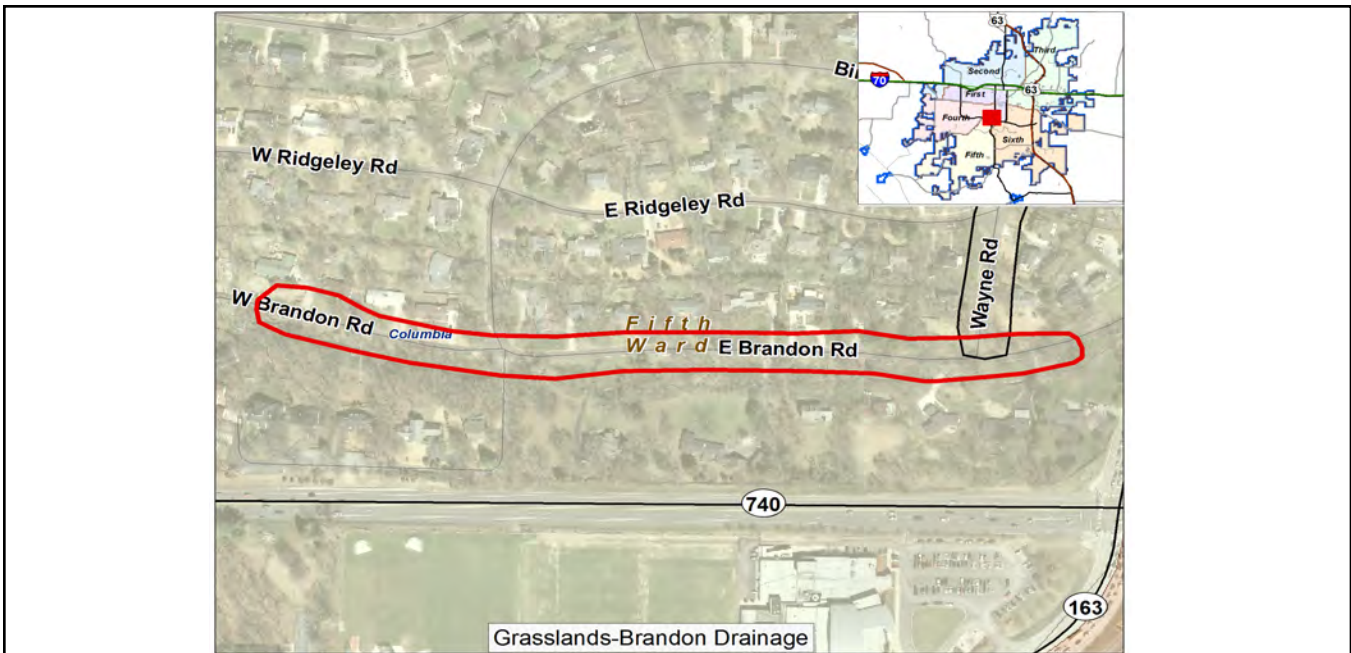 63
Third
Second
70
First
63
Fourth
Sixth
Fifth
Bi
W Ridgeley Rd
E Ridgeley Rd
Wayne Rd
W Brandon Rd
Columbia
Fifth
Ward
E Brandon Rd
740
163
Grasslands-Brandon Drainage